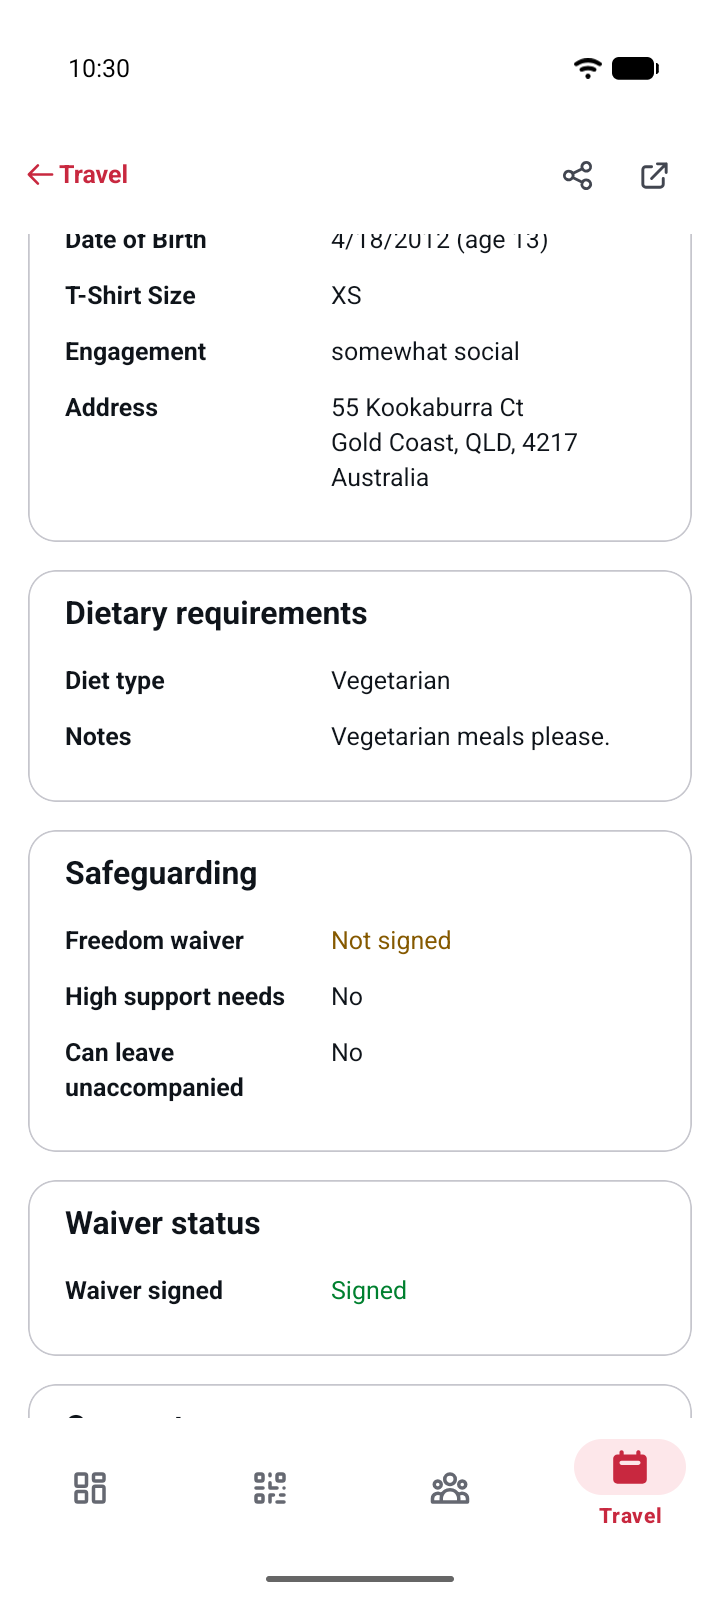 10:30
Travel
Date of Birth 4/18/2012 (age 13)
T-Shirt Size XS
Engagement somewhat social
Address 55 Kookaburra Ct
Gold Coast, QLD, 4217
Australia
Dietary requirements
Diet type Vegetarian
Notes Vegetarian meals please.
Safeguarding
Freedom waiver Not signed
High support needs No
Can leave No
unaccompanied
Waiver status
Waiver signed Signed
Travel